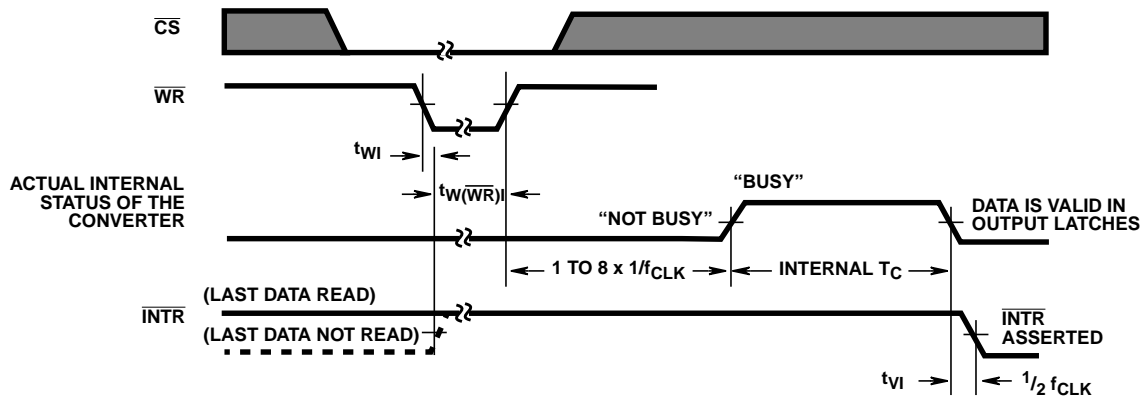 CS
WR
tWI
tW(WR)I
ACTUAL INTERNAL
STATUS OF THE
CONVERTER
“BUSY”
“NOT BUSY”
DATA IS VALID IN
OUTPUT LATCHES
1 TO 8 x 1/fCLK
INTERNAL TC
(LAST DATA READ)
INTR
(LAST DATA NOT READ)
INTR
ASSERTED
tVI
1/2 fCLK